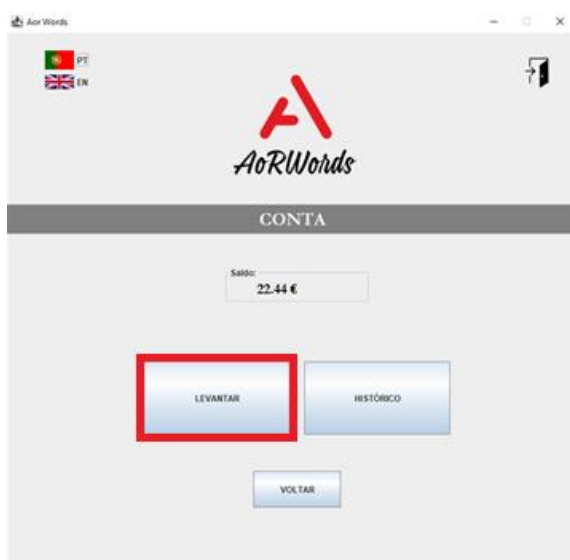 Aor Words
PT
EN
AoRWords
CONTA
Saldo:
22.44 €
LEVANTAR
HISTÓRICO
VOLTAR